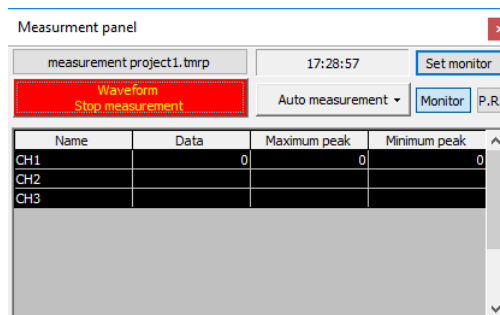 Measurment panel
measurement project1.tmrp 17:28:57 Set monitor
Waveform
Stop measurement Auto measurement Monitor P.R
Name Data Maximum peak Minimum peak
CH1 0 0 0
CH2
CH3